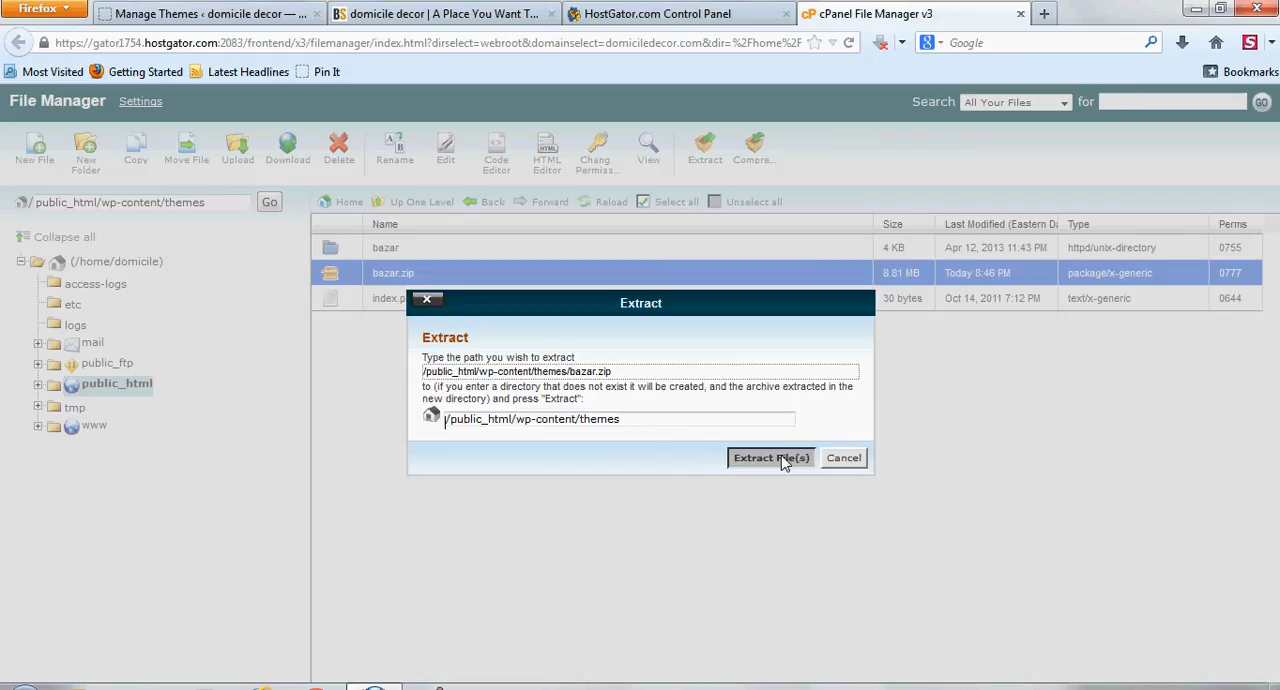 Firefox
Manage Themes ‹ domicile decor — ...
BS domicile decor | A Place You Want T...
HostGator.com Control Panel
cP cPanel File Manager v3
https://gator1754.hostgator.com:2083/frontend/x3/filemanager/index.html?dirselect=webroot&domainselect=domiciledecor.com&dir=%2Fhome%2F
Google
Most Visited
Getting Started
Latest Headlines
Pin It
Bookmarks
File Manager
Settings
Search
All Your Files
for
GO
New File
New Folder
Copy
Move File
Upload
Download
Delete
Rename
Edit
Code Editor
HTML Editor
Chang Permiss...
View
Extract
Compre...
/public_html/wp-content/themes
Go
Home
Up One Level
Back
Forward
Reload
Select all
Unselect all
Collapse all
(/home/domicile)
access-logs
etc
logs
mail
public_ftp
public_html
tmp
www
Name Size Last Modified (Eastern Da Type Perms
bazar 4 KB Apr 12, 2013 11:43 PM httpd/unix-directory 0755
bazar.zip 8.81 MB Today 8:46 PM package/x-generic 0777
index.p 30 bytes Oct 14, 2011 7:12 PM text/x-generic 0644
Extract
Extract
Type the path you wish to extract
/public_html/wp-content/themes/bazar.zip
to (if you enter a directory that does not exist it will be created, and the archive extracted in the
new directory) and press "Extract":
/public_html/wp-content/themes
Extract File(s)
Cancel